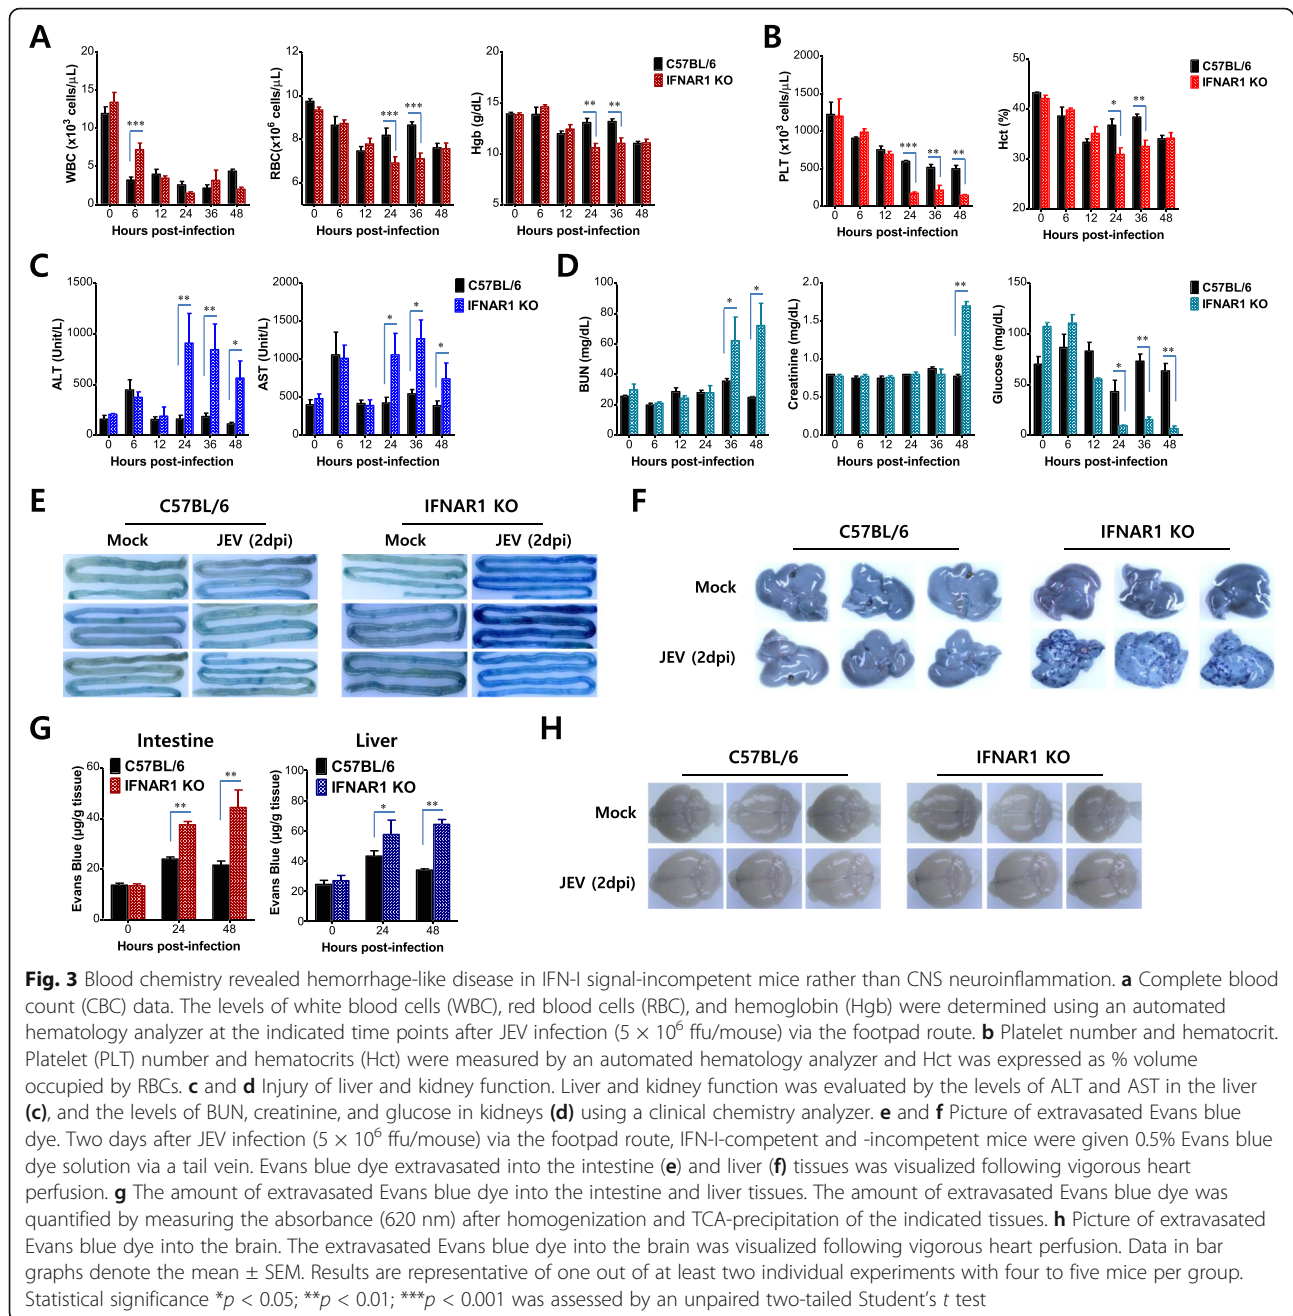 A
B
WBC (x10³ cells/μL)
20
15
10
5
0
0 6 12 24 36 48
***
Hours post-infection
RBC(x10⁶ cells/μL)
12
10
8
6
0 6 12 24 36 48
*** ***
Hours post-infection
Hgb (g/dL)
20
15
10
5
0 6 12 24 36 48
** **
Hours post-infection
C57BL/6
IFNAR1 KO
PLT (x10³ cells/μL)
2000
1500
1000
500
0
0 6 12 24 36 48
*** ** **
Hours post-infection
Hct (%)
50
40
30
20
0 6 12 24 36 48
* **
Hours post-infection
C57BL/6
IFNAR1 KO
C
D
ALT (Unit/L)
1500
1000
500
0
0 6 12 24 36 48
** ** *
Hours post-infection
AST (Unit/L)
2000
1500
1000
500
0
0 6 12 24 36 48
* * *
Hours post-infection
C57BL/6
IFNAR1 KO
BUN (mg/dL)
100
80
60
40
20
0
0 6 12 24 36 48
* *
Hours post-infection
Creatinine (mg/dL)
2.0
1.5
1.0
0.5
0.0
0 6 12 24 36 48
**
Hours post-infection
Glucose (mg/dL)
150
100
50
0
0 6 12 24 36 48
* ** **
Hours post-infection
C57BL/6
IFNAR1 KO
E
C57BL/6 IFNAR1 KO
Mock JEV (2dpi) Mock JEV (2dpi)
F
C57BL/6 IFNAR1 KO
Mock
JEV (2dpi)
G
Intestine
C57BL/6
IFNAR1 KO
Evans Blue (μg/g tissue)
60
40
20
0
0 24 48
** **
Hours post-infection
Liver
C57BL/6
IFNAR1 KO
Evans Blue (μg/g tissue)
100
80
60
40
20
0
0 24 48
* **
Hours post-infection
H
C57BL/6 IFNAR1 KO
Mock
JEV (2dpi)
Fig. 3 Blood chemistry revealed hemorrhage-like disease in IFN-I signal-incompetent mice rather than CNS neuroinflammation. a Complete blood
count (CBC) data. The levels of white blood cells (WBC), red blood cells (RBC), and hemoglobin (Hgb) were determined using an automated
hematology analyzer at the indicated time points after JEV infection (5 × 10⁶ ffu/mouse) via the footpad route. b Platelet number and hematocrit.
Platelet (PLT) number and hematocrits (Hct) were measured by an automated hematology analyzer and Hct was expressed as % volume
occupied by RBCs. c and d Injury of liver and kidney function. Liver and kidney function was evaluated by the levels of ALT and AST in the liver
(c), and the levels of BUN, creatinine, and glucose in kidneys (d) using a clinical chemistry analyzer. e and f Picture of extravasated Evans blue
dye. Two days after JEV infection (5 × 10⁶ ffu/mouse) via the footpad route, IFN-I-competent and -incompetent mice were given 0.5% Evans blue
dye solution via a tail vein. Evans blue dye extravasated into the intestine (e) and liver (f) tissues was visualized following vigorous heart
perfusion. g The amount of extravasated Evans blue dye into the intestine and liver tissues. The amount of extravasated Evans blue dye was
quantified by measuring the absorbance (620 nm) after homogenization and TCA-precipitation of the indicated tissues. h Picture of extravasated
Evans blue dye into the brain. The extravasated Evans blue dye into the brain was visualized following vigorous heart perfusion. Data in bar
graphs denote the mean ± SEM. Results are representative of one out of at least two individual experiments with four to five mice per group.
Statistical significance *p < 0.05; **p < 0.01; ***p < 0.001 was assessed by an unpaired two-tailed Student's t test